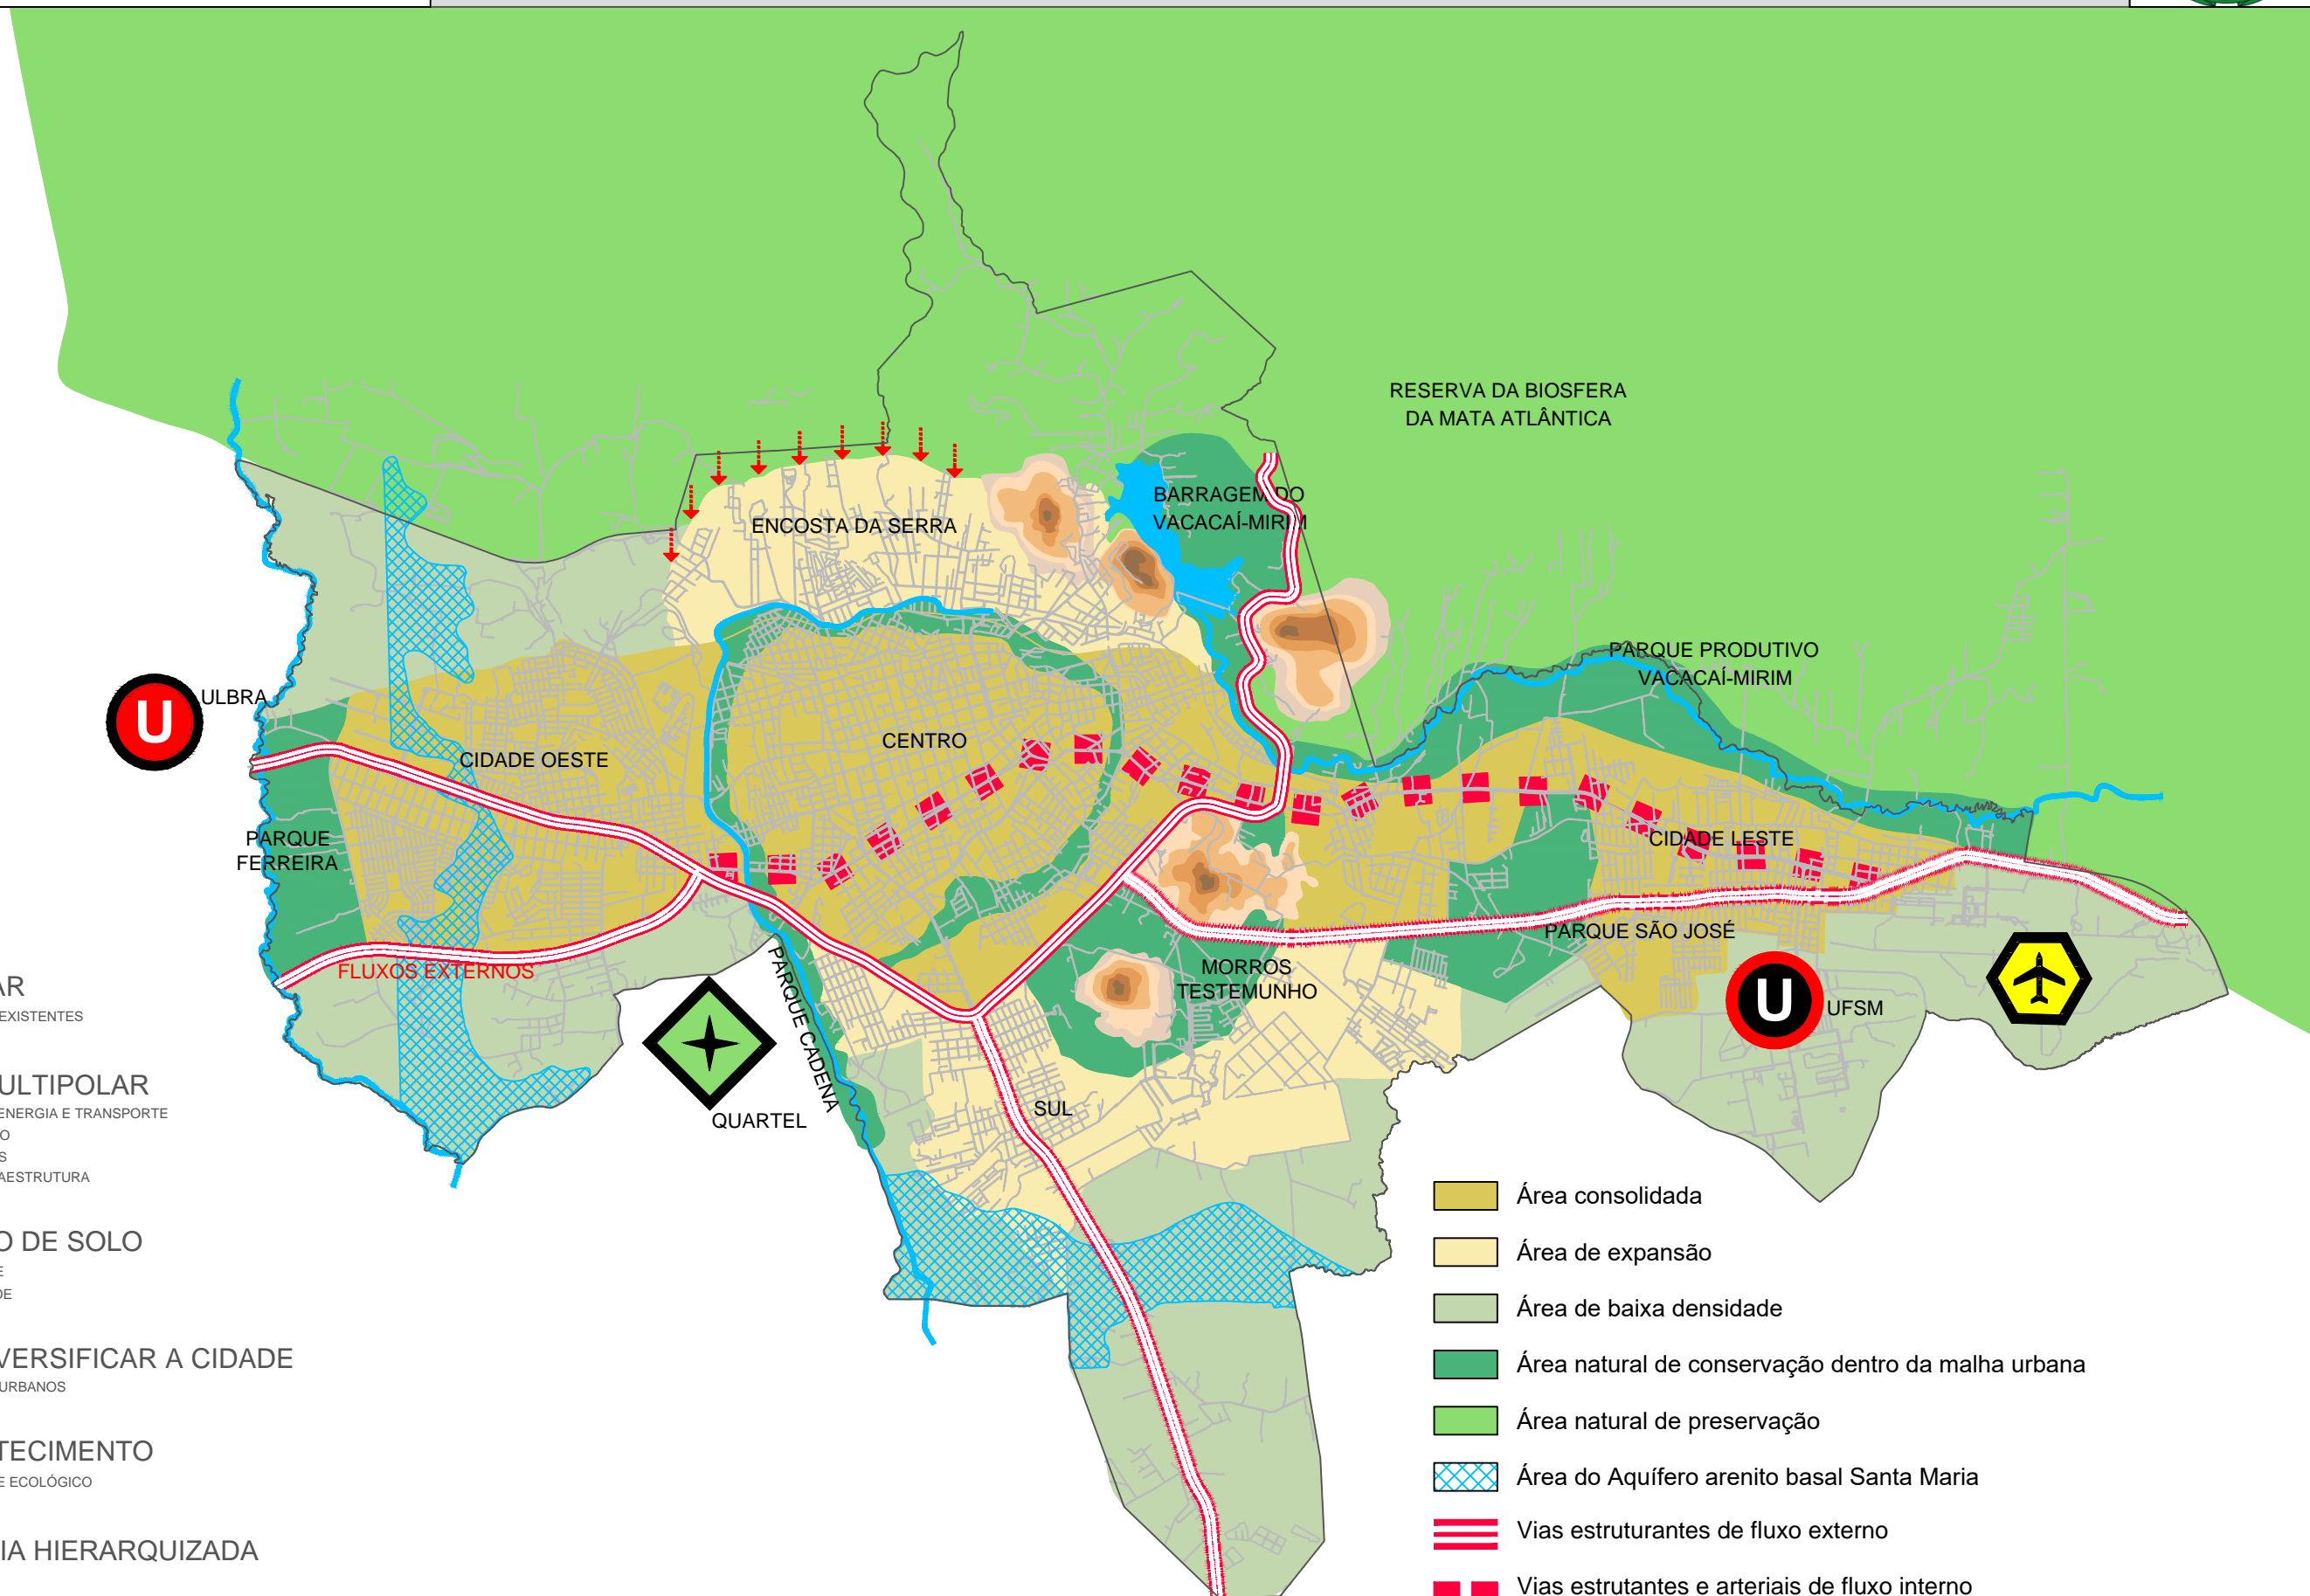 RESERVA DA BIOSFERA
DA MATA ATLÂNTICA
BARRAGEM DO
VACACAÍ-MIRIM
ENCOSTA DA SERRA
PARQUE PRODUTIVO
VACACAÍ-MIRIM
U
ULBRA
CENTRO
CIDADE OESTE
PARQUE
FERREIRA
CIDADE LESTE
PARQUE SÃO JOSÉ
FLUXOS EXTERNOS
MORROS
TESTEMUNHO
PARQUE CADENA
U
UFSM
QUARTEL
SUL
AR
EXISTENTES
ULTIPOLAR
ENERGIA E TRANSPORTE
O
S
AESTRUTURA
O DE SOLO
E
DE
VERSIFICAR A CIDADE
URBANOS
TECIMENTO
E ECOLÓGICO
IA HIERARQUIZADA
Área consolidada
Área de expansão
Área de baixa densidade
Área natural de conservação dentro da malha urbana
Área natural de preservação
Área do Aquífero arenito basal Santa Maria
Vias estruturantes de fluxo externo
Vias estrutantes e arteriais de fluxo interno